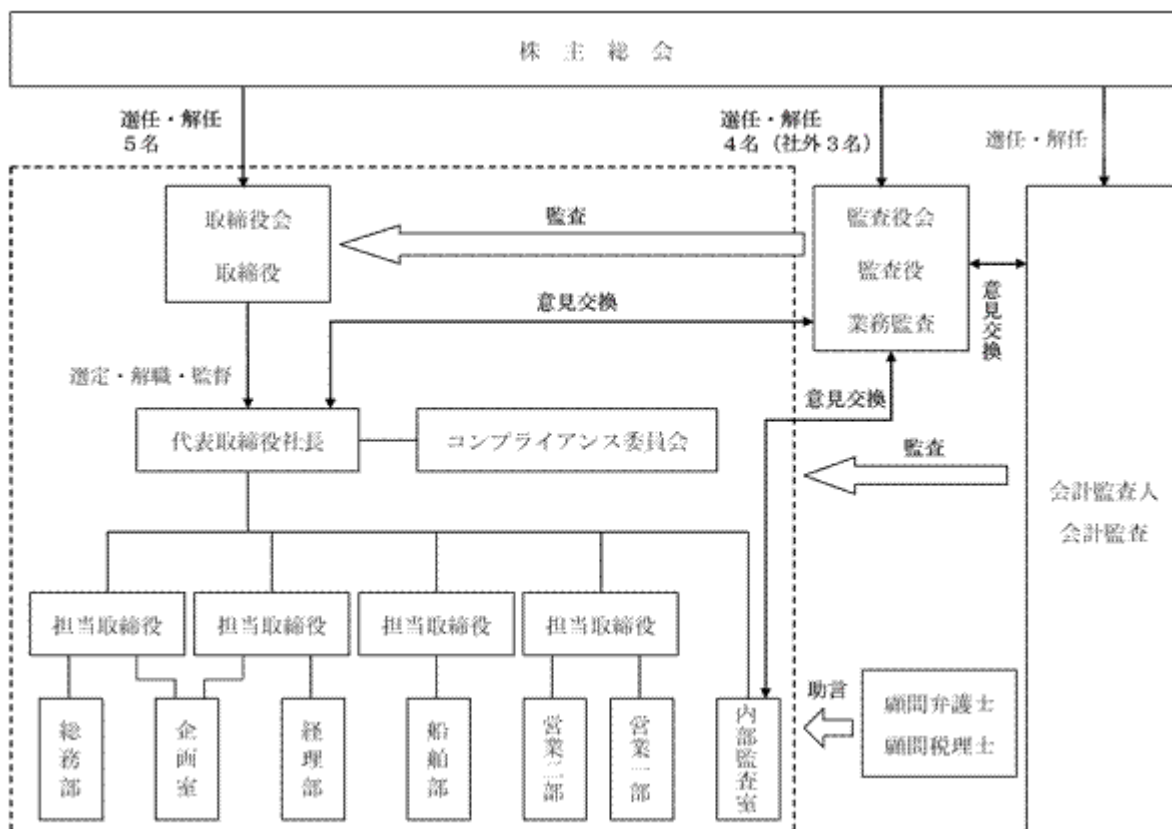 株主総会
選任・解任
5名
選任・解任
4名（社外3名）
選任・解任
取締役会
取締役
監査
監査役会
監査役
業務監査
意見交換
意見交換
選定・解職・監督
意見交換
代表取締役社長
コンプライアンス委員会
監査
会計監査人
会計監査
担当取締役
担当取締役
担当取締役
担当取締役
総務部
企画室
経理部
船舶部
営業二部
営業一部
内部監査室
助言
顧問弁護士
顧問税理士